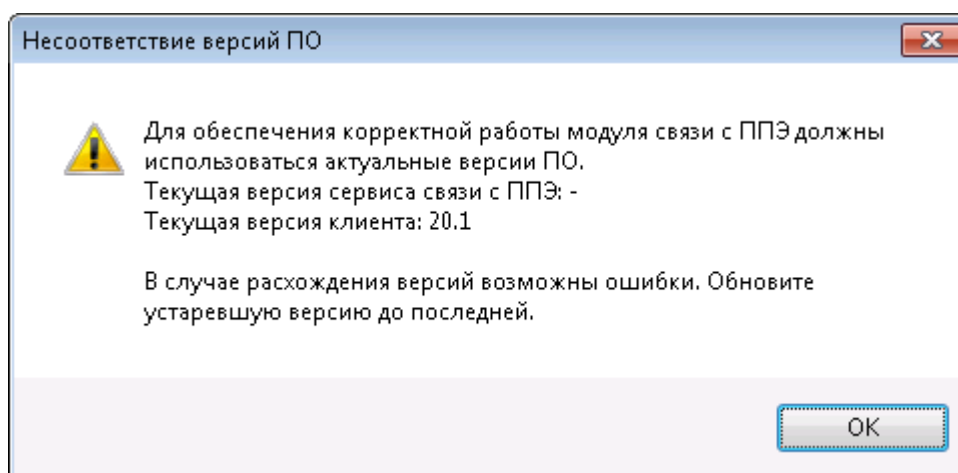 Несоответствие версий ПО
Для обеспечения корректной работы модуля связи с ППЭ должны
использоваться актуальные версии ПО.
Текущая версия сервиса связи с ППЭ: -
Текущая версия клиента: 20.1
В случае расхождения версий возможны ошибки. Обновите
устаревшую версию до последней.
OK